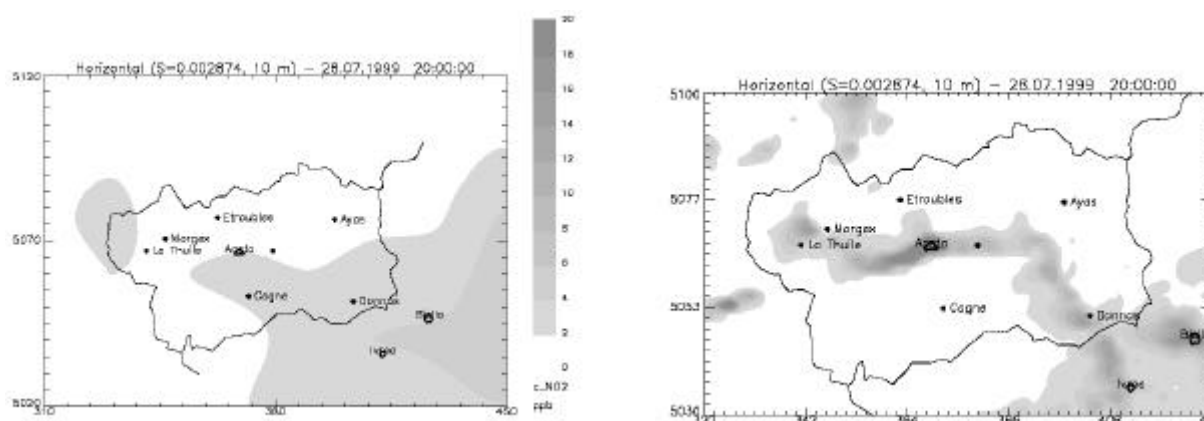 Horizontal (S=0.002874, 10 m) – 28.07.1999 20:00:00
5120
5070
5020
310
380
450
Etroubles
Ayas
Morgex
La Thuile
Aosta
Cogne
Donnas
Biella
Ivrea
20
18
16
14
12
10
8
6
4
2
0
c_NO2
ppb
Horizontal (S=0.002874, 10 m) – 28.07.1999 20:00:00
5106
5077
5053
5030
Etroubles
Ayas
Morgex
La Thuile
Aosta
Cogne
Donnas
Ivrea